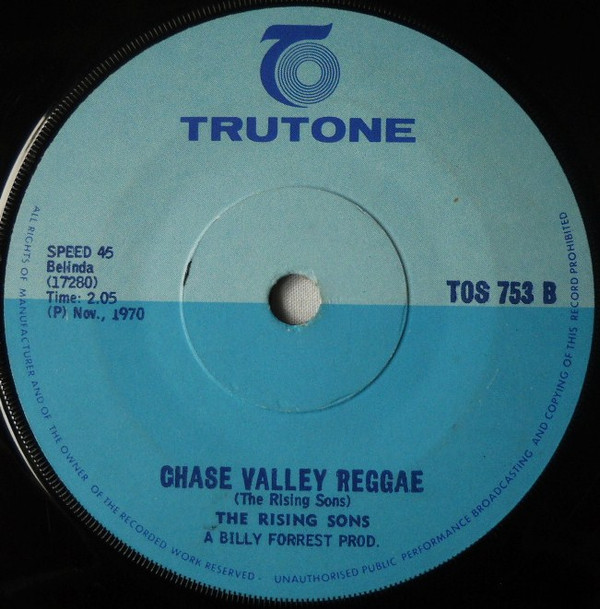 TRUTONE
SPEED 45
Belinda
(17280)
Time: 2.05
(P) Nov., 1970
TOS 753 B
CHASE VALLEY REGGAE
(The Rising Sons)
THE RISING SONS
A BILLY FORREST PROD.
ALL RIGHTS OF MANUFACTURER AND OF THE OWNER OF THE RECORDED WORK RESERVED - UNAUTHORISED PUBLIC PERFORMANCE BROADCASTING AND COPYING OF THIS RECORD PROHIBITED